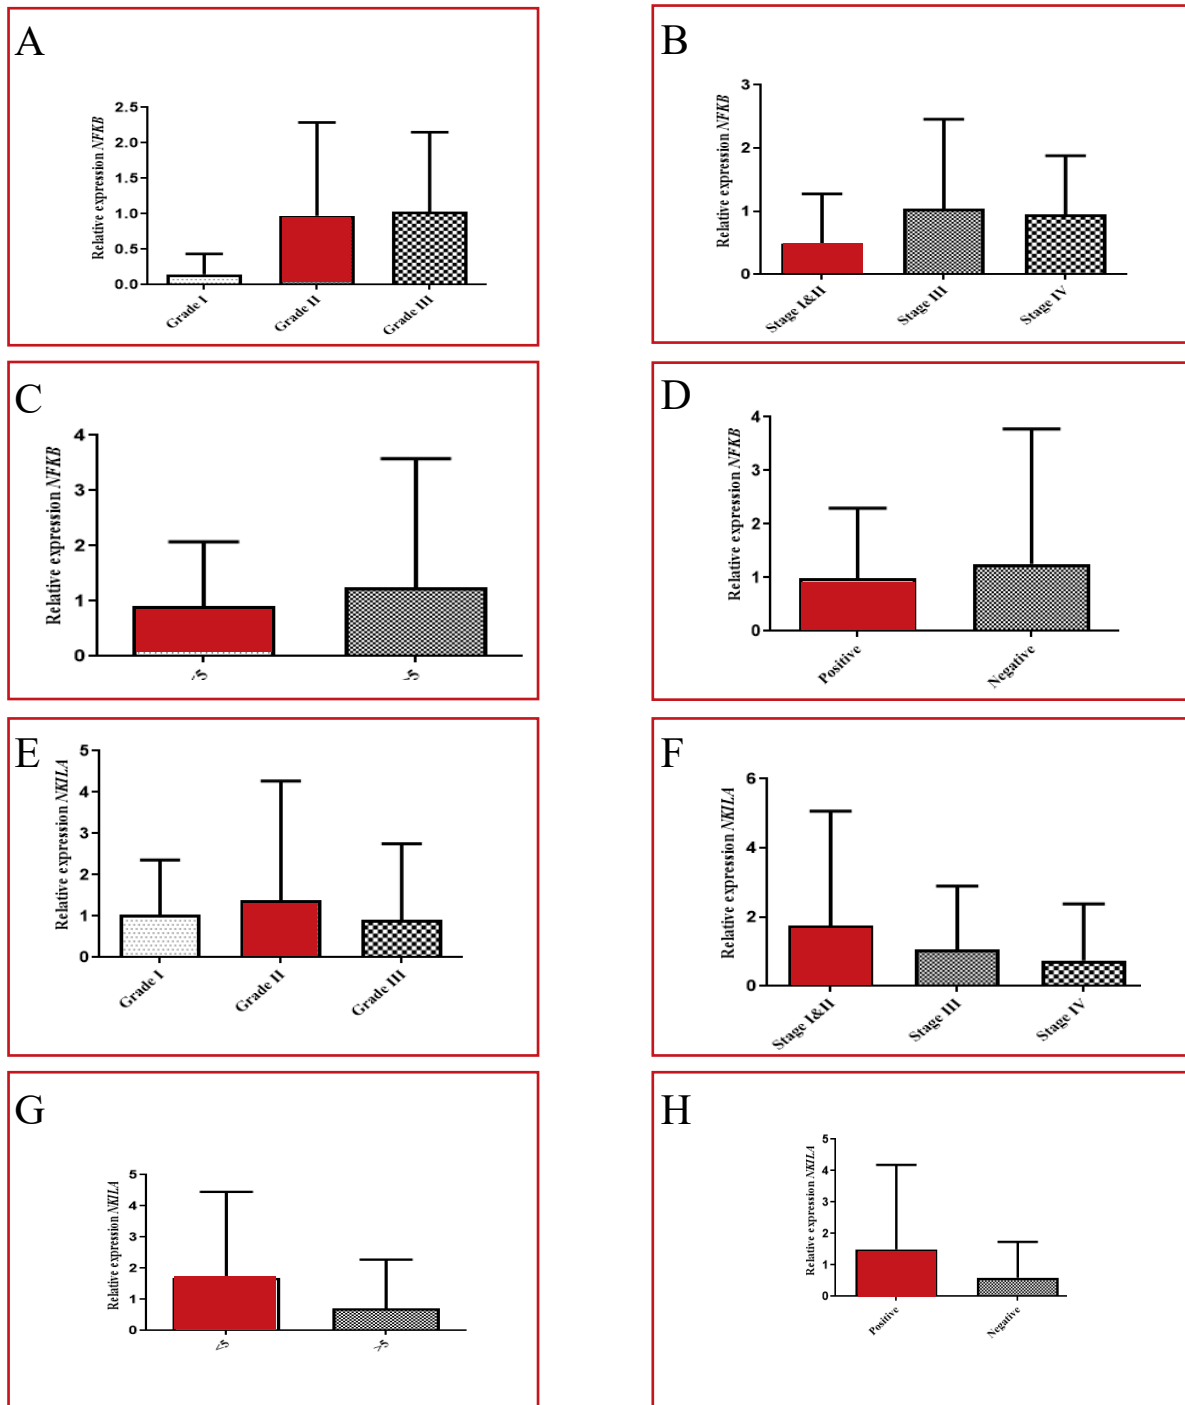 A
Relative expression NFKB
2.5
2.0
1.5
1.0
0.5
0.0
Grade I
Grade II
Grade III
B
Relative expression NFKB
3
2
1
0
Stage I&II
Stage III
Stage IV
C
Relative expression NFKB
4
3
2
1
0
D
Relative expression NFKB
4
3
2
1
0
Positive
Negative
E
Relative expression NKILA
5
4
3
2
1
0
Grade I
Grade II
Grade III
F
Relative expression NKILA
6
4
2
0
Stage I&II
Stage III
Stage IV
G
Relative expression NKILA
5
4
3
2
1
0
<5
>5
H
Relative expression NKILA
5
4
3
2
1
0
Positive
Negative